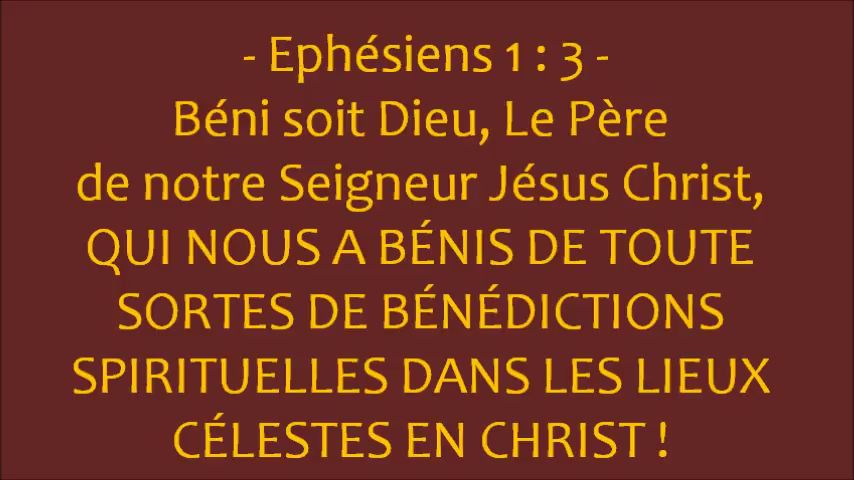 - Ephésiens 1 : 3 -
Béni soit Dieu, Le Père
de notre Seigneur Jésus Christ,
QUI NOUS A BÉNIS DE TOUTE
SORTES DE BÉNÉDICTIONS
SPIRITUELLES DANS LES LIEUX
CÉLESTES EN CHRIST !